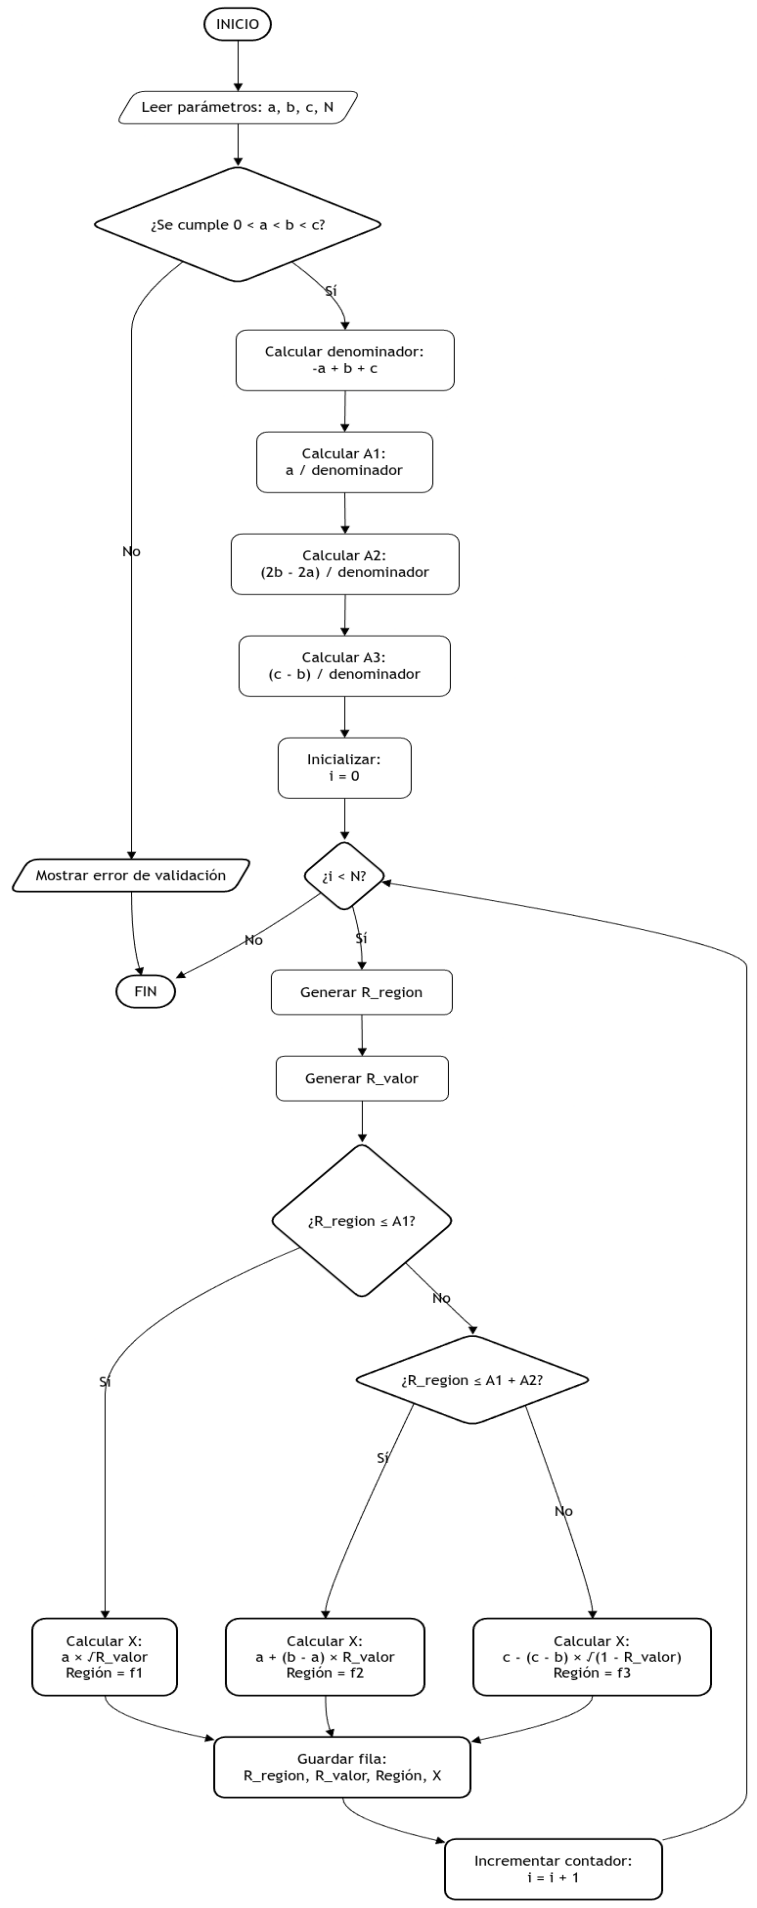 INICIO
Leer parámetros: a, b, c, N
¿Se cumple 0 < a < b < c?
Sí
Calcular denominador:
-a + b + c
Calcular A1:
a / denominador
No
Calcular A2:
(2b - 2a) / denominador
Calcular A3:
(c - b) / denominador
Inicializar:
i = 0
Mostrar error de validación
¿i < N?
No
Sí
FIN
Generar R_region
Generar R_valor
¿R_region ≤ A1?
No
Sí
¿R_region ≤ A1 + A2?
Sí
No
Calcular X:
a × √R_valor
Región = f1
Calcular X:
a + (b - a) × R_valor
Región = f2
Calcular X:
c - (c - b) × √(1 - R_valor)
Región = f3
Guardar fila:
R_region, R_valor, Región, X
Incrementar contador:
i = i + 1